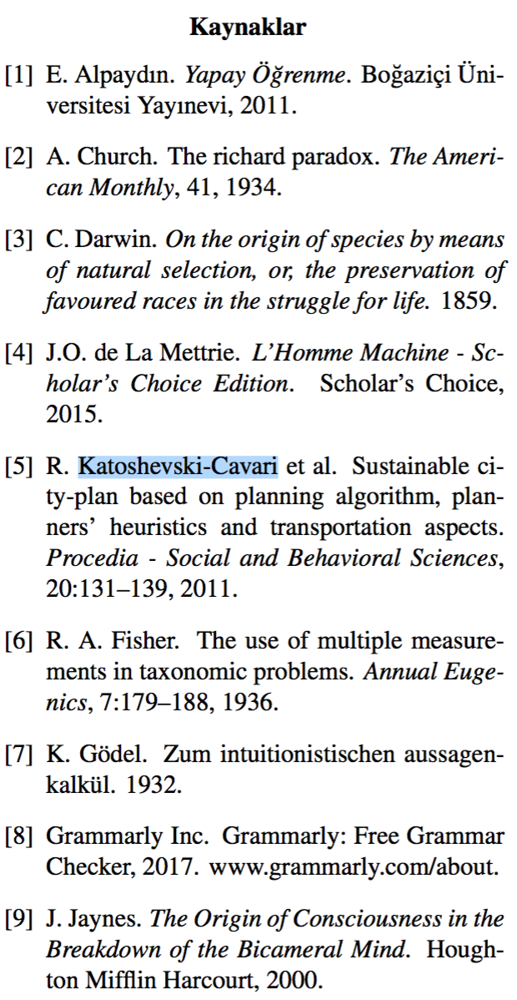 Kaynaklar
[1] E. Alpaydın. Yapay Öğrenme. Boğaziçi Üni-
versitesi Yayınevi, 2011.
[2] A. Church. The richard paradox. The Ameri-
can Monthly, 41, 1934.
[3] C. Darwin. On the origin of species by means
of natural selection, or, the preservation of
favoured races in the struggle for life. 1859.
[4] J.O. de La Mettrie. L’Homme Machine - Sc-
holar’s Choice Edition. Scholar’s Choice,
2015.
[5] R. Katoshevski-Cavari et al. Sustainable ci-
ty-plan based on planning algorithm, plan-
ners’ heuristics and transportation aspects.
Procedia - Social and Behavioral Sciences,
20:131–139, 2011.
[6] R. A. Fisher. The use of multiple measure-
ments in taxonomic problems. Annual Euge-
nics, 7:179–188, 1936.
[7] K. Gödel. Zum intuitionistischen aussagen-
kalkül. 1932.
[8] Grammarly Inc. Grammarly: Free Grammar
Checker, 2017. www.grammarly.com/about.
[9] J. Jaynes. The Origin of Consciousness in the
Breakdown of the Bicameral Mind. Hough-
ton Mifflin Harcourt, 2000.